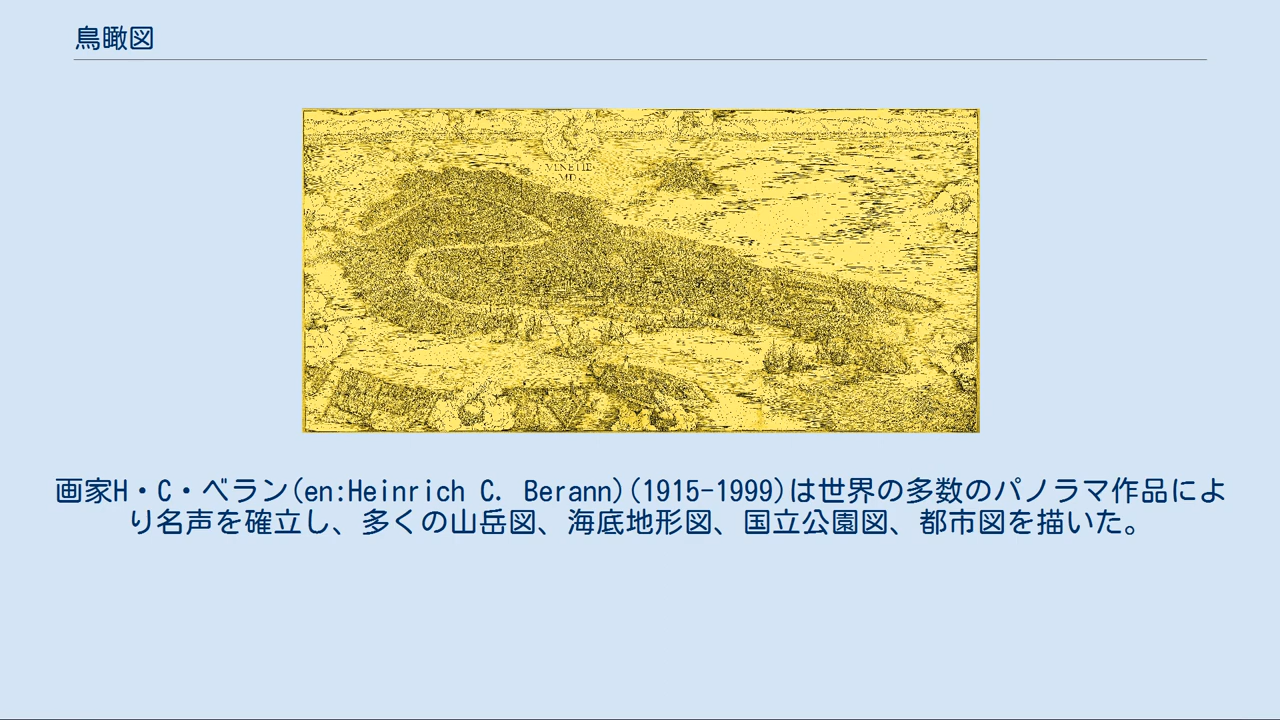 鳥瞰図
VENETIE
MD
画家H・C・ベラン(en:Heinrich C. Berann)(1915-1999)は世界の多数のパノラマ作品によ
り名声を確立し、多くの山岳図、海底地形図、国立公園図、都市図を描いた。